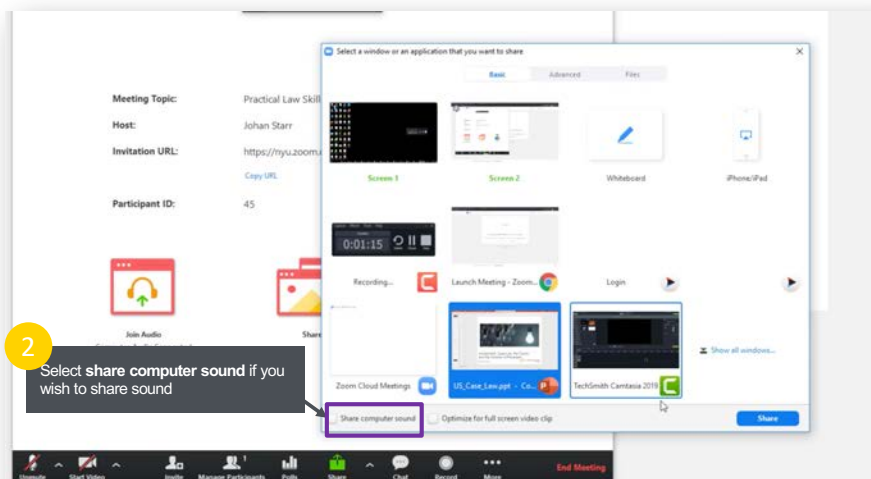 Select a window or an application that you want to share
Basic Advanced Files
Meeting Topic: Practical Law Skill
Host: Johan Starr
Invitation URL: https://nyu.zoom.
Copy URL
Participant ID: 45
Screen 1 Screen 2 Whiteboard iPhone/iPad
0:01:15
Recording... Launch Meeting - Zoom... Login
Join Audio Share
Zoom Cloud Meetings US_Case_Law.ppt - Co... TechSmith Camtasia 2019 Show all windows...
2
Select share computer sound if you
wish to share sound
Share computer sound Optimize for full screen video clip Share
Unmute Start Video Invite Manage Participants 1 Polls Share Chat Record More End Meeting